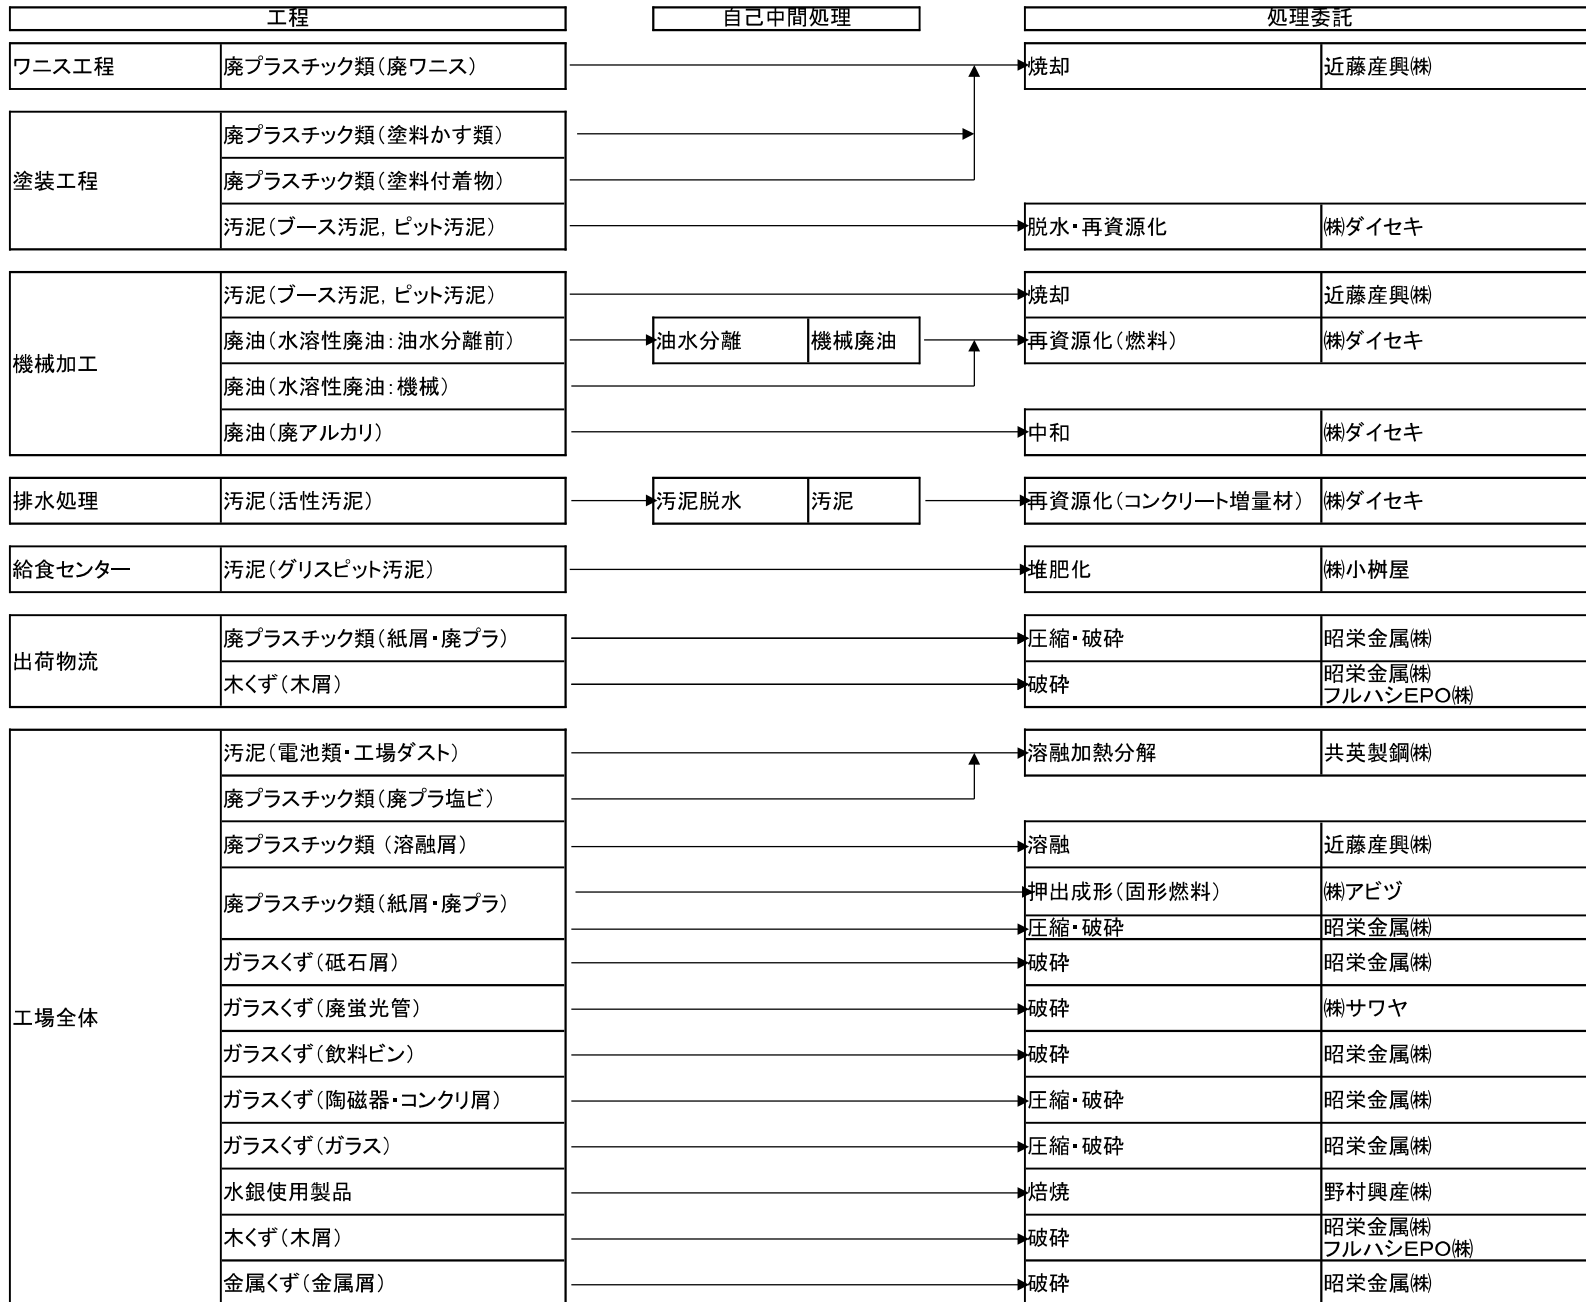 工程 自己中間処理 処理委託
ワニス工程 廃プラスチック類(廃ワニス) 焼却 近藤産興㈱
廃プラスチック類(塗料かす類)
塗装工程 廃プラスチック類(塗料付着物)
汚泥(ブース汚泥, ピット汚泥) 脱水・再資源化 ㈱ダイセキ
汚泥(ブース汚泥, ピット汚泥) 焼却 近藤産興㈱
廃油(水溶性廃油:油水分離前) 油水分離 機械廃油 再資源化(燃料) ㈱ダイセキ
機械加工
廃油(水溶性廃油:機械)
廃油(廃アルカリ) 中和 ㈱ダイセキ
排水処理 汚泥(活性汚泥) 汚泥脱水 汚泥 再資源化(コンクリート増量材) ㈱ダイセキ
給食センター 汚泥(グリスピット汚泥) 堆肥化 ㈱小桝屋
廃プラスチック類(紙屑・廃プラ) 圧縮・破砕 昭栄金属㈱
出荷物流
木くず(木屑) 破砕 昭栄金属㈱
フルハシEPO㈱
汚泥(電池類・工場ダスト) 溶融加熱分解 共英製鋼㈱
廃プラスチック類(廃プラ塩ビ)
廃プラスチック類(溶融屑) 溶融 近藤産興㈱
廃プラスチック類(紙屑・廃プラ) 押出成形(固形燃料) ㈱アビヅ
圧縮・破砕 昭栄金属㈱
ガラスくず(砥石屑) 破砕 昭栄金属㈱
工場全体 ガラスくず(廃蛍光管) 破砕 ㈱サワヤ
ガラスくず(飲料ビン) 破砕 昭栄金属㈱
ガラスくず(陶磁器・コンクリ屑) 圧縮・破砕 昭栄金属㈱
ガラスくず(ガラス) 圧縮・破砕 昭栄金属㈱
水銀使用製品 焙焼 野村興産㈱
木くず(木屑) 破砕 昭栄金属㈱
フルハシEPO㈱
金属くず(金属屑) 破砕 昭栄金属㈱